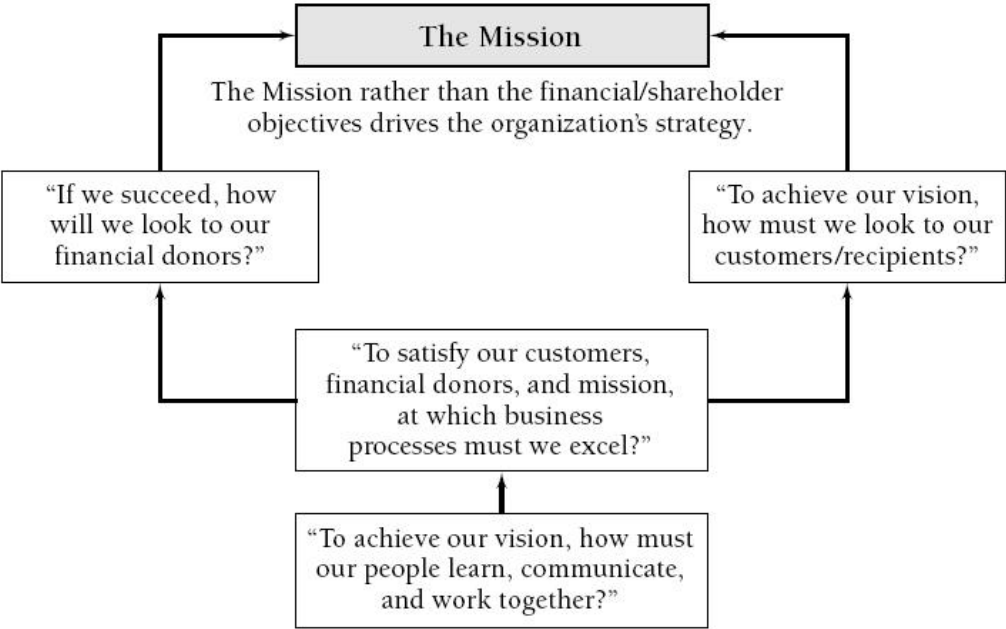 The Mission
The Mission rather than the financial/shareholder
objectives drives the organization’s strategy.
“If we succeed, how
will we look to our
financial donors?”
“To achieve our vision,
how must we look to our
customers/recipients?”
“To satisfy our customers,
financial donors, and mission,
at which business
processes must we excel?”
“To achieve our vision, how must
our people learn, communicate,
and work together?”